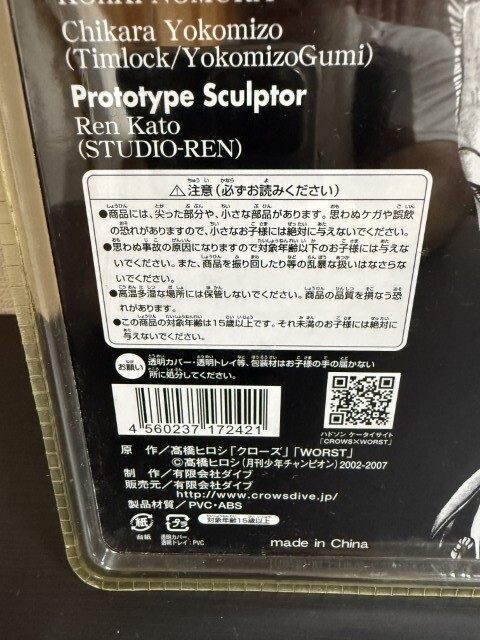 Chikara Yokomizo
(Timlock/YokomizoGumi)
Prototype Sculptor
Ren Kato
(STUDIO-REN)
⚠注意(必ずお読みください)
●商品には、尖った部分や、小さな部品があります。思わぬケガや誤飲
の恐れがありますので、小さなお子様には絶対に与えないでください。
●思わぬ事故の原因になりますので対象年齢以下のお子様には与え
ないでください。また、商品を振り回したり等の乱暴な扱いはなさらな
いでください。
●高温多湿な場所には保管しないでください。商品の品質を損なう恐
れがあります。
●この商品の対象年齢は15歳以上です。それ未満のお子様には絶対に
与えないでください。
お願い 透明カバー・透明トレイ等、包装材はお子様の手の届かない
所に処分してください。
4 560237 172421
ハドソン ケータイサイト
「CROWS×WORST」
原 作/髙橋ヒロシ「クローズ」「WORST」
©髙橋ヒロシ(月刊少年チャンピオン)2002-2007
制 作/有限会社ダイブ
販売元/有限会社ダイブ
http://www.crowsdive.jp/
製品材質/PVC・ABS
紙 プラ 対象年齢15歳以上
台紙 透明カバー、
透明トレイ:PVC
made in China